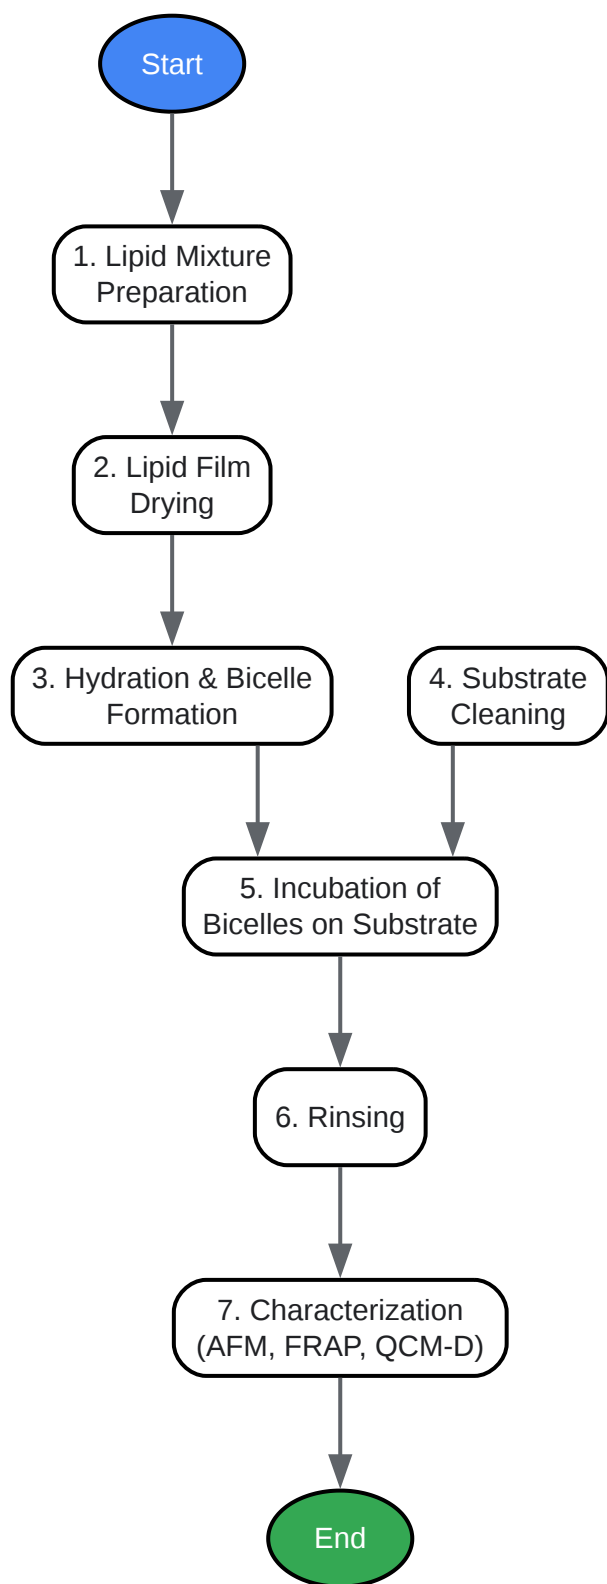 Start
1. Lipid Mixture
Preparation
2. Lipid Film
Drying
3. Hydration & Bicelle
Formation
4. Substrate
Cleaning
5. Incubation of
Bicelles on Substrate
6. Rinsing
7. Characterization
(AFM, FRAP, QCM-D)
End